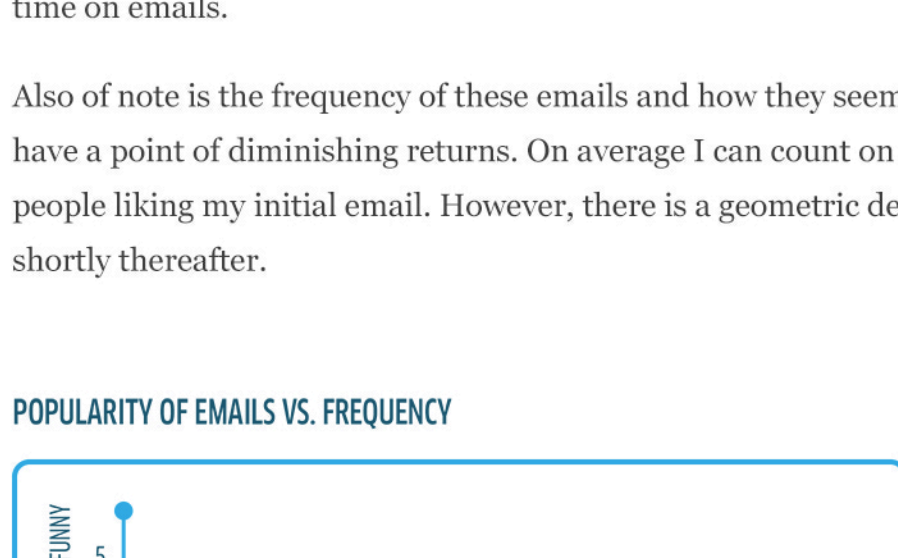 time on emails.
Also of note is the frequency of these emails and how they seem
have a point of diminishing returns. On average I can count on
people liking my initial email. However, there is a geometric de
shortly thereafter.
POPULARITY OF EMAILS VS. FREQUENCY
FUNNY
5